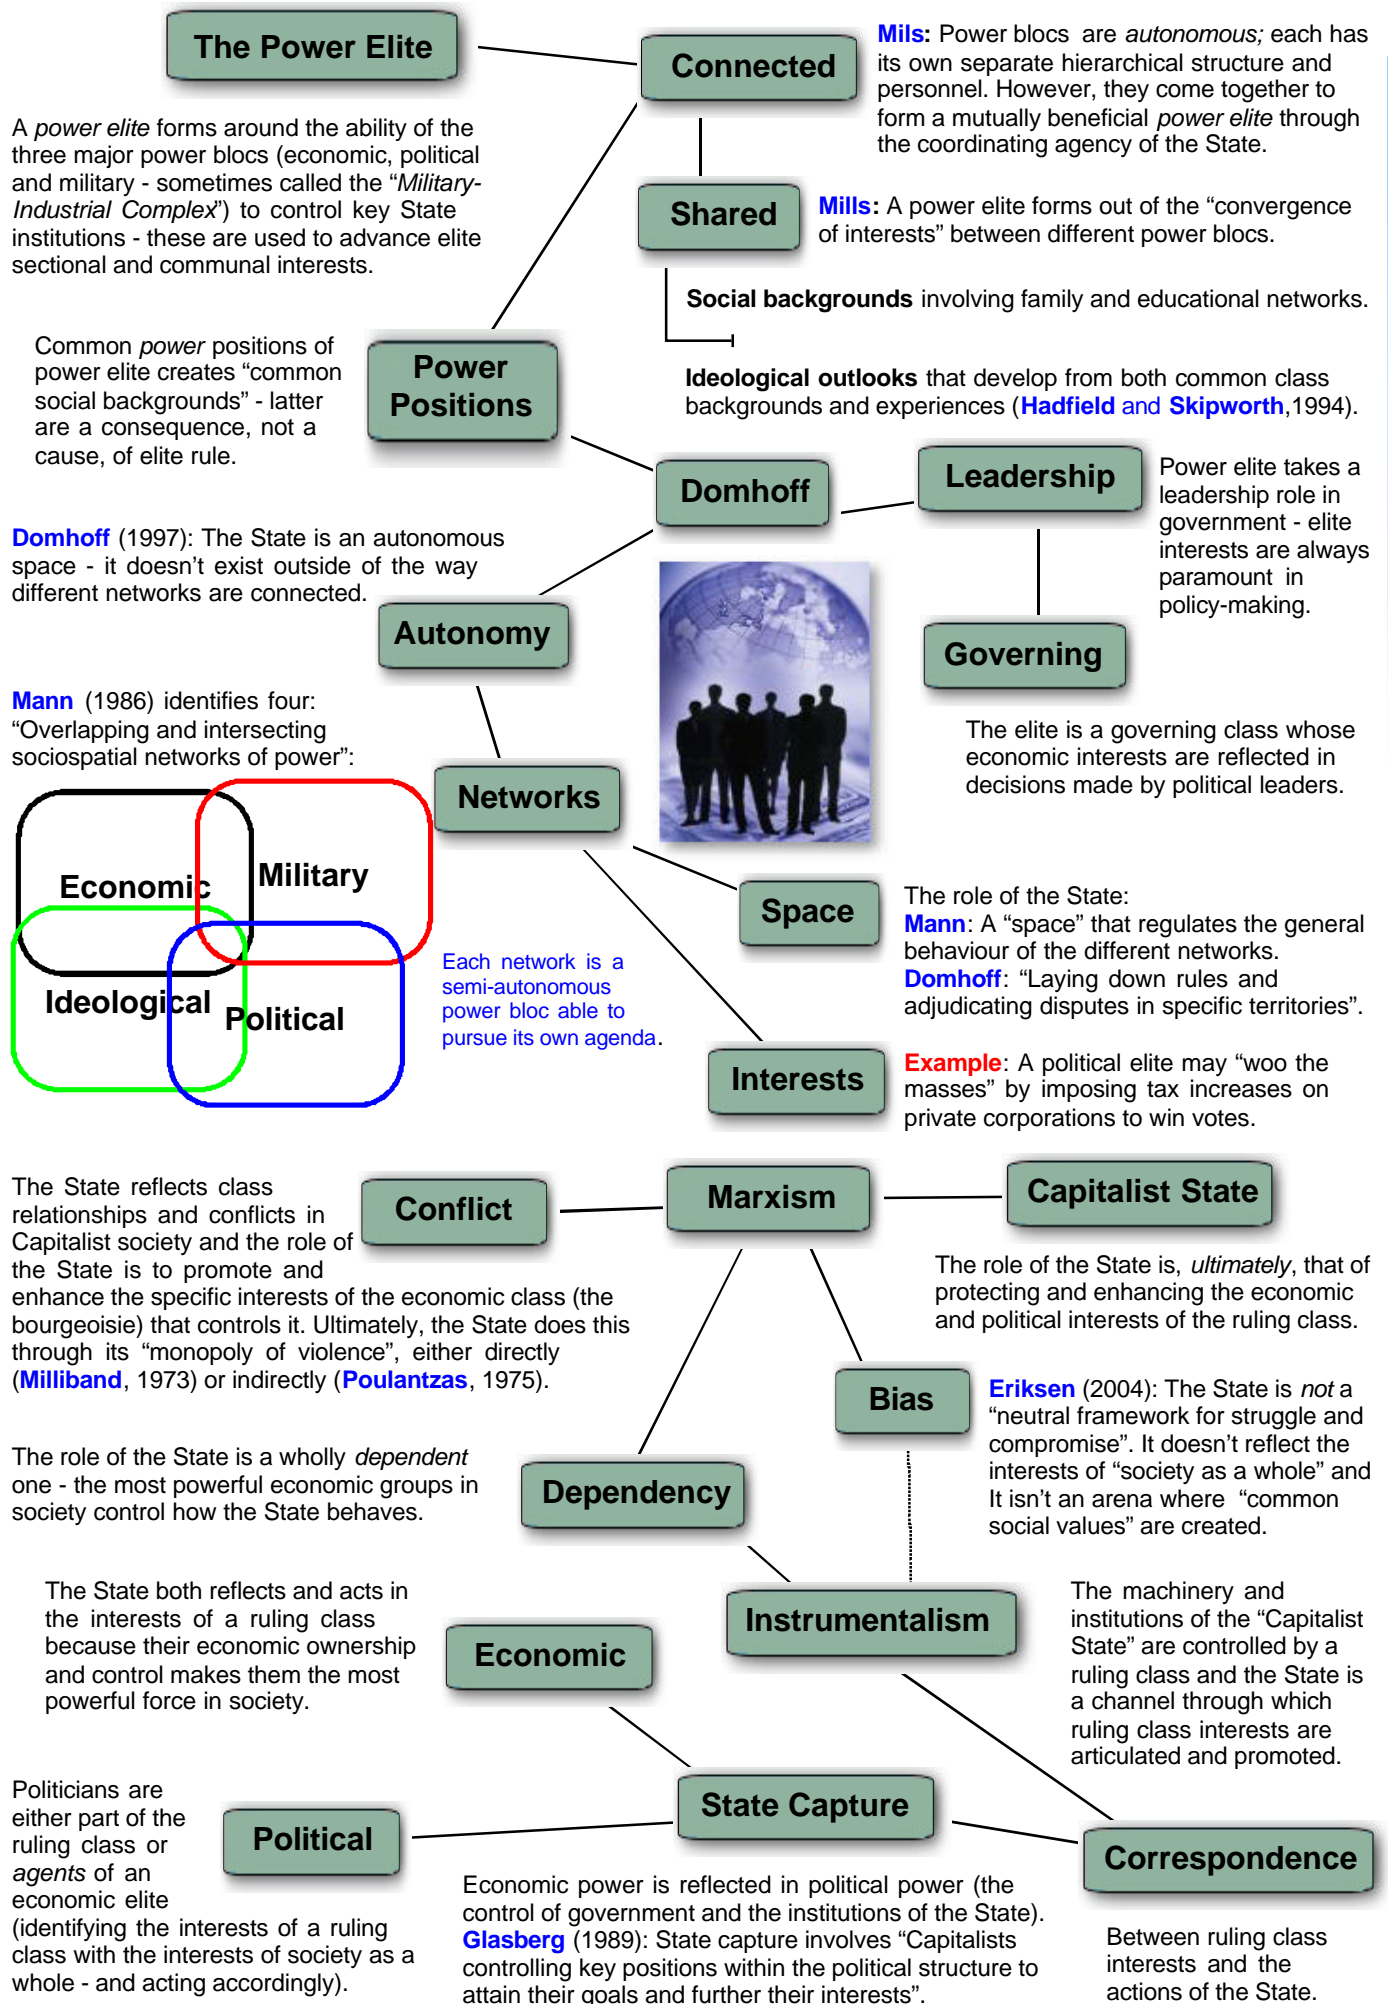 The Power Elite
Connected
Mils: Power blocs are autonomous; each has
its own separate hierarchical structure and
personnel. However, they come together to
form a mutually beneficial power elite through
the coordinating agency of the State.
A power elite forms around the ability of the
three major power blocs (economic, political
and military - sometimes called the “Military-
Industrial Complex”) to control key State
institutions - these are used to advance elite
sectional and communal interests.
Shared
Mills: A power elite forms out of the “convergence
of interests” between different power blocs.
Social backgrounds involving family and educational networks.
Ideological outlooks that develop from both common class
backgrounds and experiences (Hadfield and Skipworth,1994).
Common power positions of
power elite creates “common
social backgrounds” - latter
are a consequence, not a
cause, of elite rule.
Power
Positions
Domhoff
Leadership
Power elite takes a
leadership role in
government - elite
interests are always
paramount in
policy-making.
Domhoff (1997): The State is an autonomous
space - it doesn’t exist outside of the way
different networks are connected.
Autonomy
Governing
The elite is a governing class whose
economic interests are reflected in
decisions made by political leaders.
Mann (1986) identifies four:
“Overlapping and intersecting
sociospatial networks of power”:
Networks
Economic
Military
Ideological
Political
Each network is a
semi-autonomous
power bloc able to
pursue its own agenda.
Space
The role of the State:
Mann: A “space” that regulates the general
behaviour of the different networks.
Domhoff: “Laying down rules and
adjudicating disputes in specific territories”.
Interests
Example: A political elite may “woo the
masses” by imposing tax increases on
private corporations to win votes.
The State reflects class
relationships and conflicts in
Capitalist society and the role of
the State is to promote and
enhance the specific interests of the economic class (the
bourgeoisie) that controls it. Ultimately, the State does this
through its “monopoly of violence”, either directly
(Milliband, 1973) or indirectly (Poulantzas, 1975).
Conflict
Marxism
Capitalist State
The role of the State is, ultimately, that of
protecting and enhancing the economic
and political interests of the ruling class.
Bias
Eriksen (2004): The State is not a
“neutral framework for struggle and
compromise”. It doesn’t reflect the
interests of “society as a whole” and
It isn’t an arena where “common
social values” are created.
The role of the State is a wholly dependent
one - the most powerful economic groups in
society control how the State behaves.
Dependency
The State both reflects and acts in
the interests of a ruling class
because their economic ownership
and control makes them the most
powerful force in society.
Economic
Instrumentalism
The machinery and
institutions of the “Capitalist
State” are controlled by a
ruling class and the State is
a channel through which
ruling class interests are
articulated and promoted.
Politicians are
either part of the
ruling class or
agents of an
economic elite
(identifying the interests of a ruling
class with the interests of society as a
whole - and acting accordingly).
Political
State Capture
Economic power is reflected in political power (the
control of government and the institutions of the State).
Glasberg (1989): State capture involves “Capitalists
controlling key positions within the political structure to
attain their goals and further their interests”.
Correspondence
Between ruling class
interests and the
actions of the State.